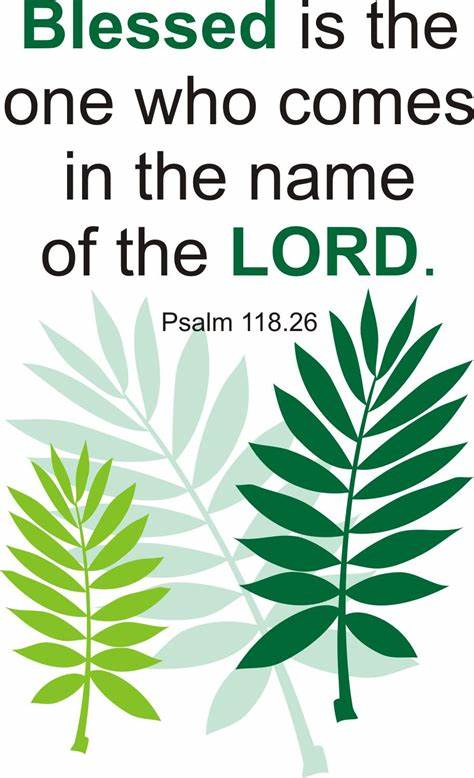 Blessed is the
one who comes
in the name
of the LORD.
Psalm 118.26